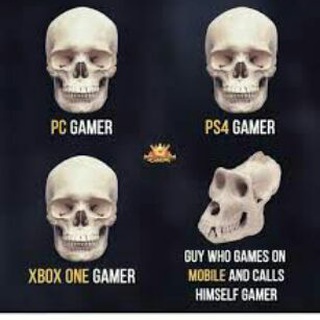 PC GAMER
PS4 GAMER
XBOX ONE GAMER
GUY WHO GAMES ON
MOBILE AND CALLS
HIMSELF GAMER